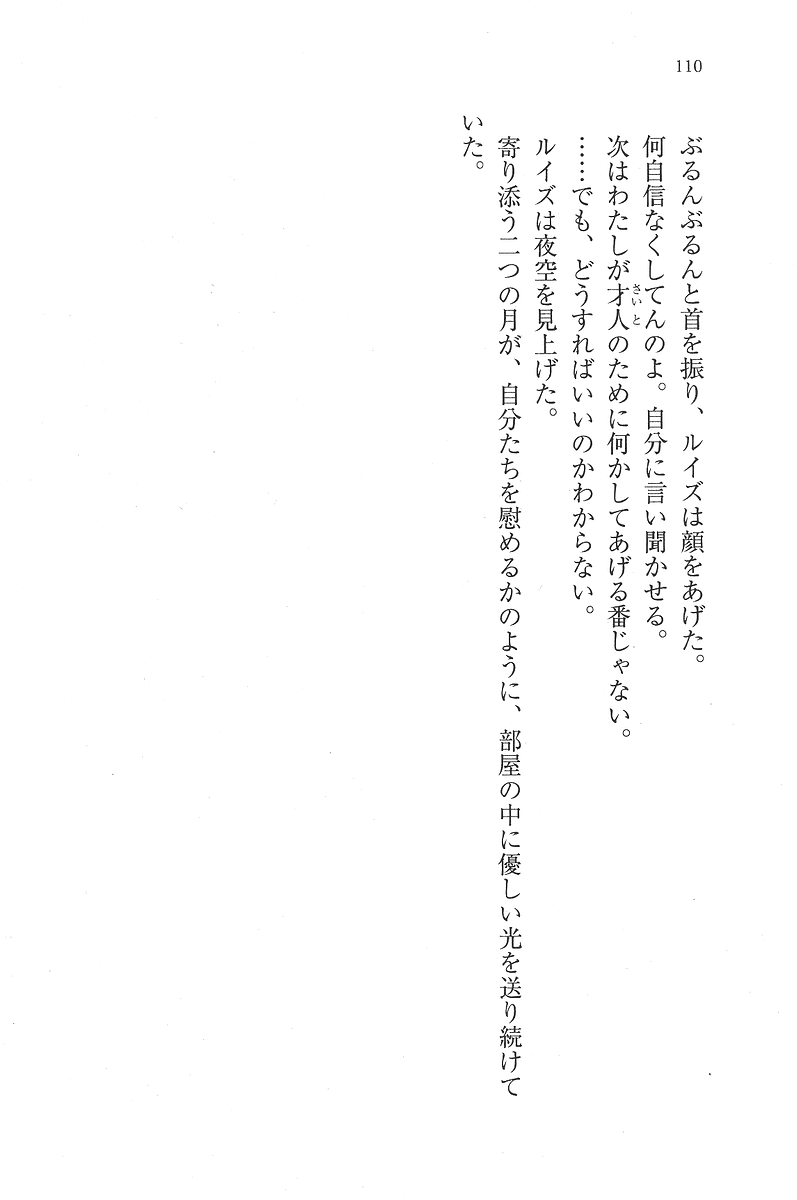 110
ぶるんぶるんと首を振り、ルイズは顔をあげた。
何自信なくしてんのよ。自分に言い聞かせる。
次はわたしが才人のために何かしてあげる番じゃない。
さいと
……でも、どうすればいいのかわからない。
ルイズは夜空を見上げた。
寄り添う二つの月が、自分たちを慰めるかのように、部屋の中に優しい光を送り続けて
いた。